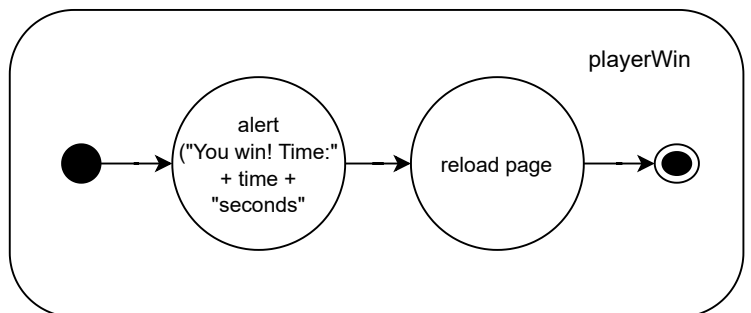 playerWin
alert
("You win! Time:"
+ time +
"seconds"
reload page